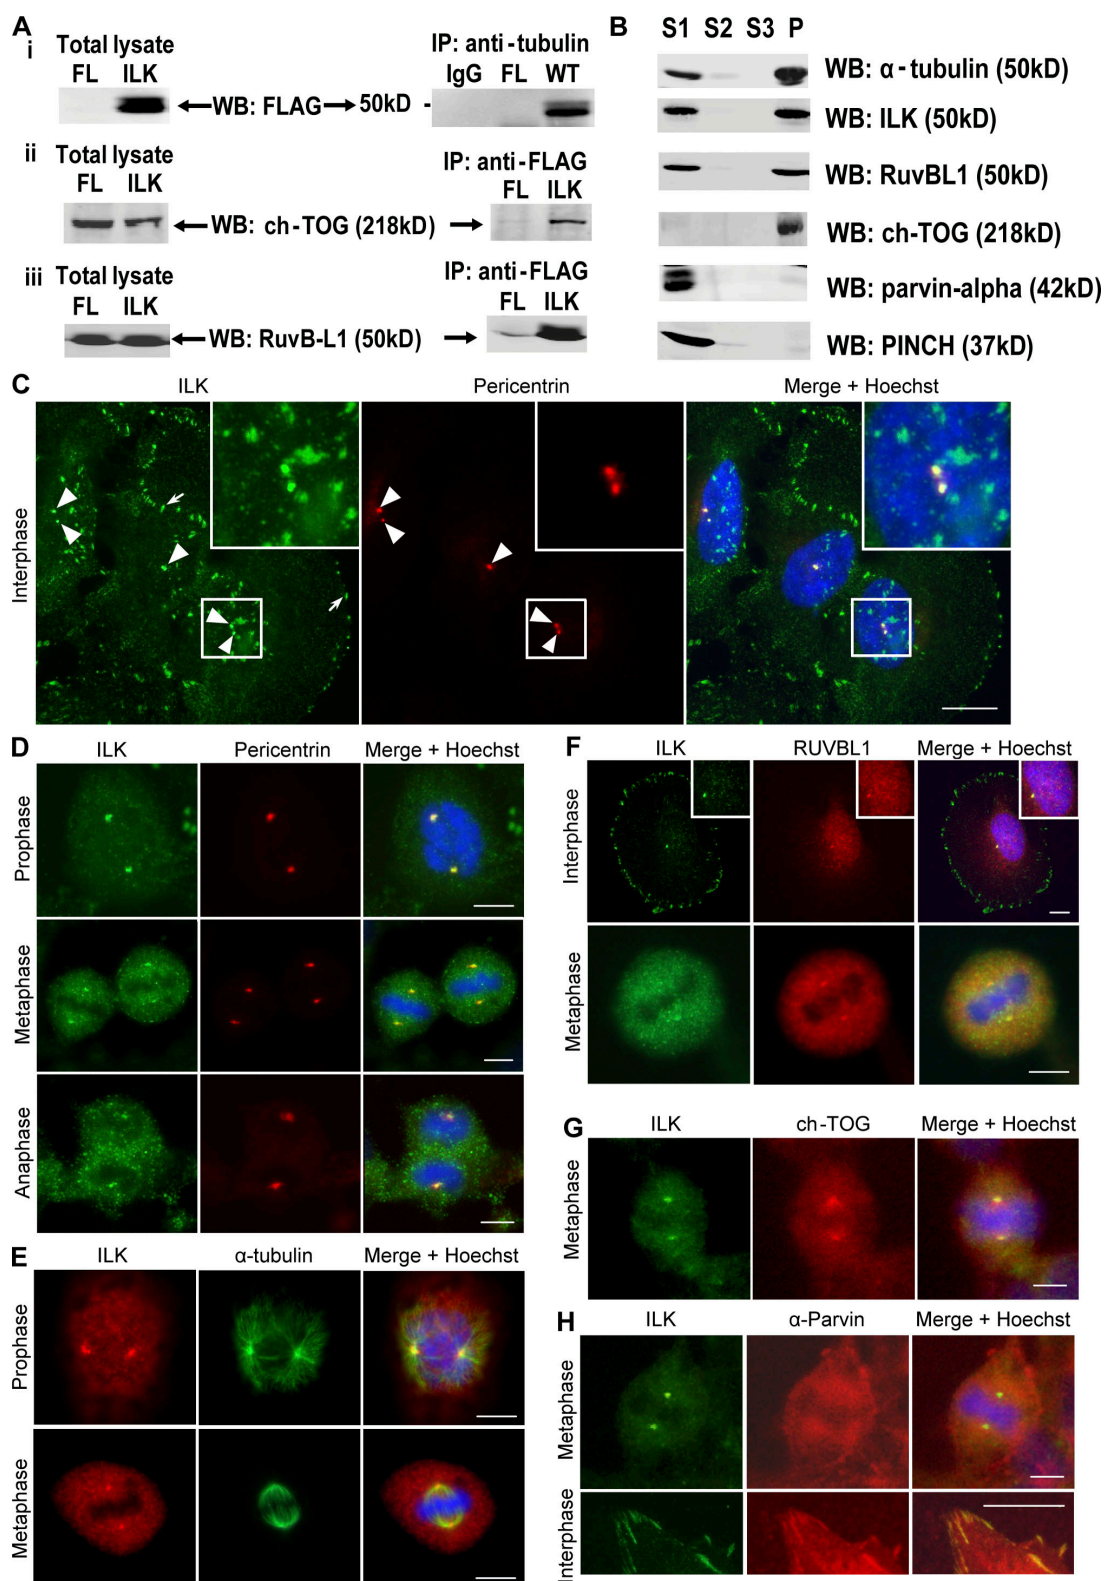 A
i
Total lysate
FL ILK
WB: FLAG
50kD
IP: anti-tubulin
IgG FL WT
ii
Total lysate
FL ILK
WB: ch-TOG (218kD)
IP: anti-FLAG
FL ILK
iii
Total lysate
FL ILK
WB: RuvB-L1 (50kD)
IP: anti-FLAG
FL ILK
B
S1 S2 S3 P
WB: α-tubulin (50kD)
WB: ILK (50kD)
WB: RuvBL1 (50kD)
WB: ch-TOG (218kD)
WB: parvin-alpha (42kD)
WB: PINCH (37kD)
C
ILK Pericentrin Merge + Hoechst
Interphase
D
ILK Pericentrin Merge + Hoechst
Prophase
Metaphase
Anaphase
E
ILK α-tubulin Merge + Hoechst
Prophase
Metaphase
F
ILK RUVBL1 Merge + Hoechst
Interphase
Metaphase
G
ILK ch-TOG Merge + Hoechst
Metaphase
H
ILK α-Parvin Merge + Hoechst
Metaphase
Interphase